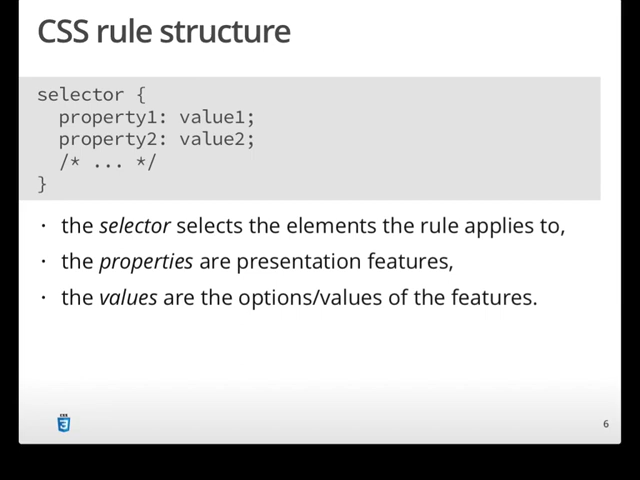 CSS rule structure
selector {
  property1: value1;
  property2: value2;
  /* ... */
}
· the selector selects the elements the rule applies to,
· the properties are presentation features,
· the values are the options/values of the features.
CSS
3
6